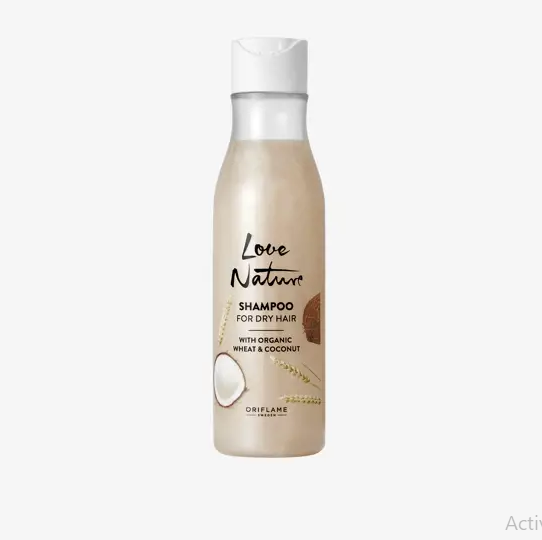 Love
Nature
SHAMPOO
FOR DRY HAIR
WITH ORGANIC
WHEAT & COCONUT
ORIFLAME
SWEDEN
Activ